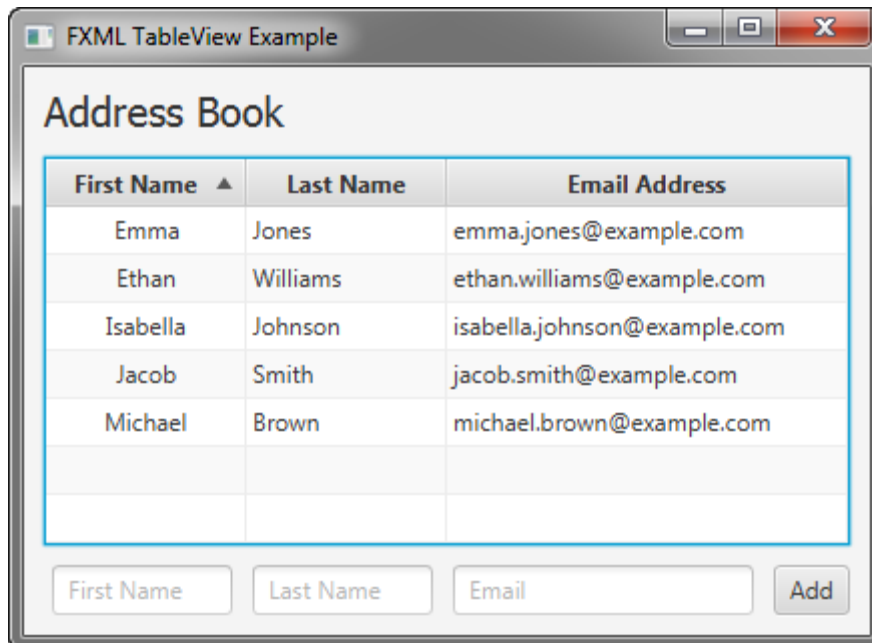 FXML TableView Example
Address Book
First Name Last Name Email Address
Emma Jones emma.jones@example.com
Ethan Williams ethan.williams@example.com
Isabella Johnson isabella.johnson@example.com
Jacob Smith jacob.smith@example.com
Michael Brown michael.brown@example.com
First Name Last Name Email Add